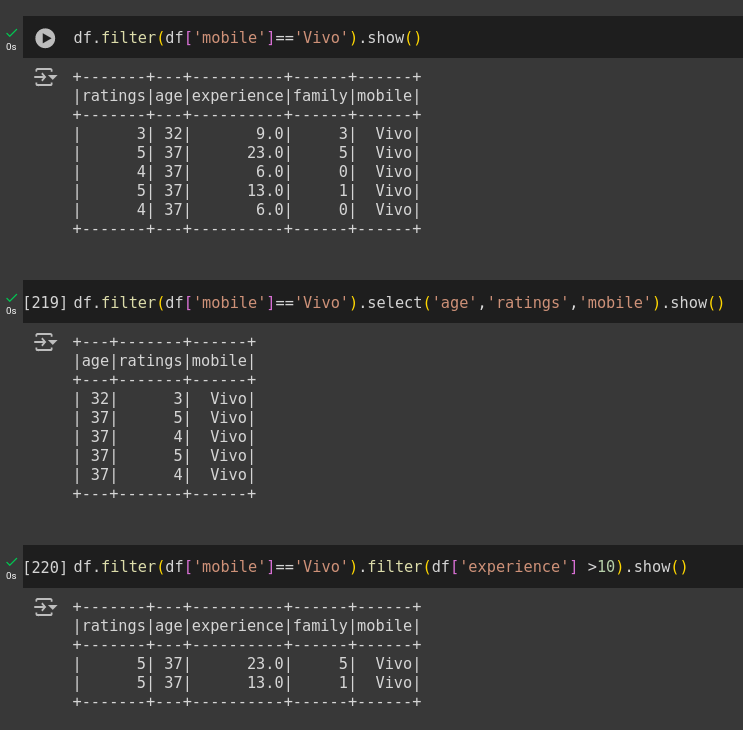 df.filter(df['mobile']=='Vivo').show()
0s
+-------+---+----------+------+------+
|ratings|age|experience|family|mobile|
+-------+---+----------+------+------+
|      3| 32|       9.0|     3|  Vivo|
|      5| 37|      23.0|     5|  Vivo|
|      4| 37|       6.0|     0|  Vivo|
|      5| 37|      13.0|     1|  Vivo|
|      4| 37|       6.0|     0|  Vivo|
+-------+---+----------+------+------+
[219] df.filter(df['mobile']=='Vivo').select('age','ratings','mobile').show()
0s
+---+-------+------+
|age|ratings|mobile|
+---+-------+------+
| 32|      3|  Vivo|
| 37|      5|  Vivo|
| 37|      4|  Vivo|
| 37|      5|  Vivo|
| 37|      4|  Vivo|
+---+-------+------+
[220] df.filter(df['mobile']=='Vivo').filter(df['experience'] >10).show()
0s
+-------+---+----------+------+------+
|ratings|age|experience|family|mobile|
+-------+---+----------+------+------+
|      5| 37|      23.0|     5|  Vivo|
|      5| 37|      13.0|     1|  Vivo|
+-------+---+----------+------+------+